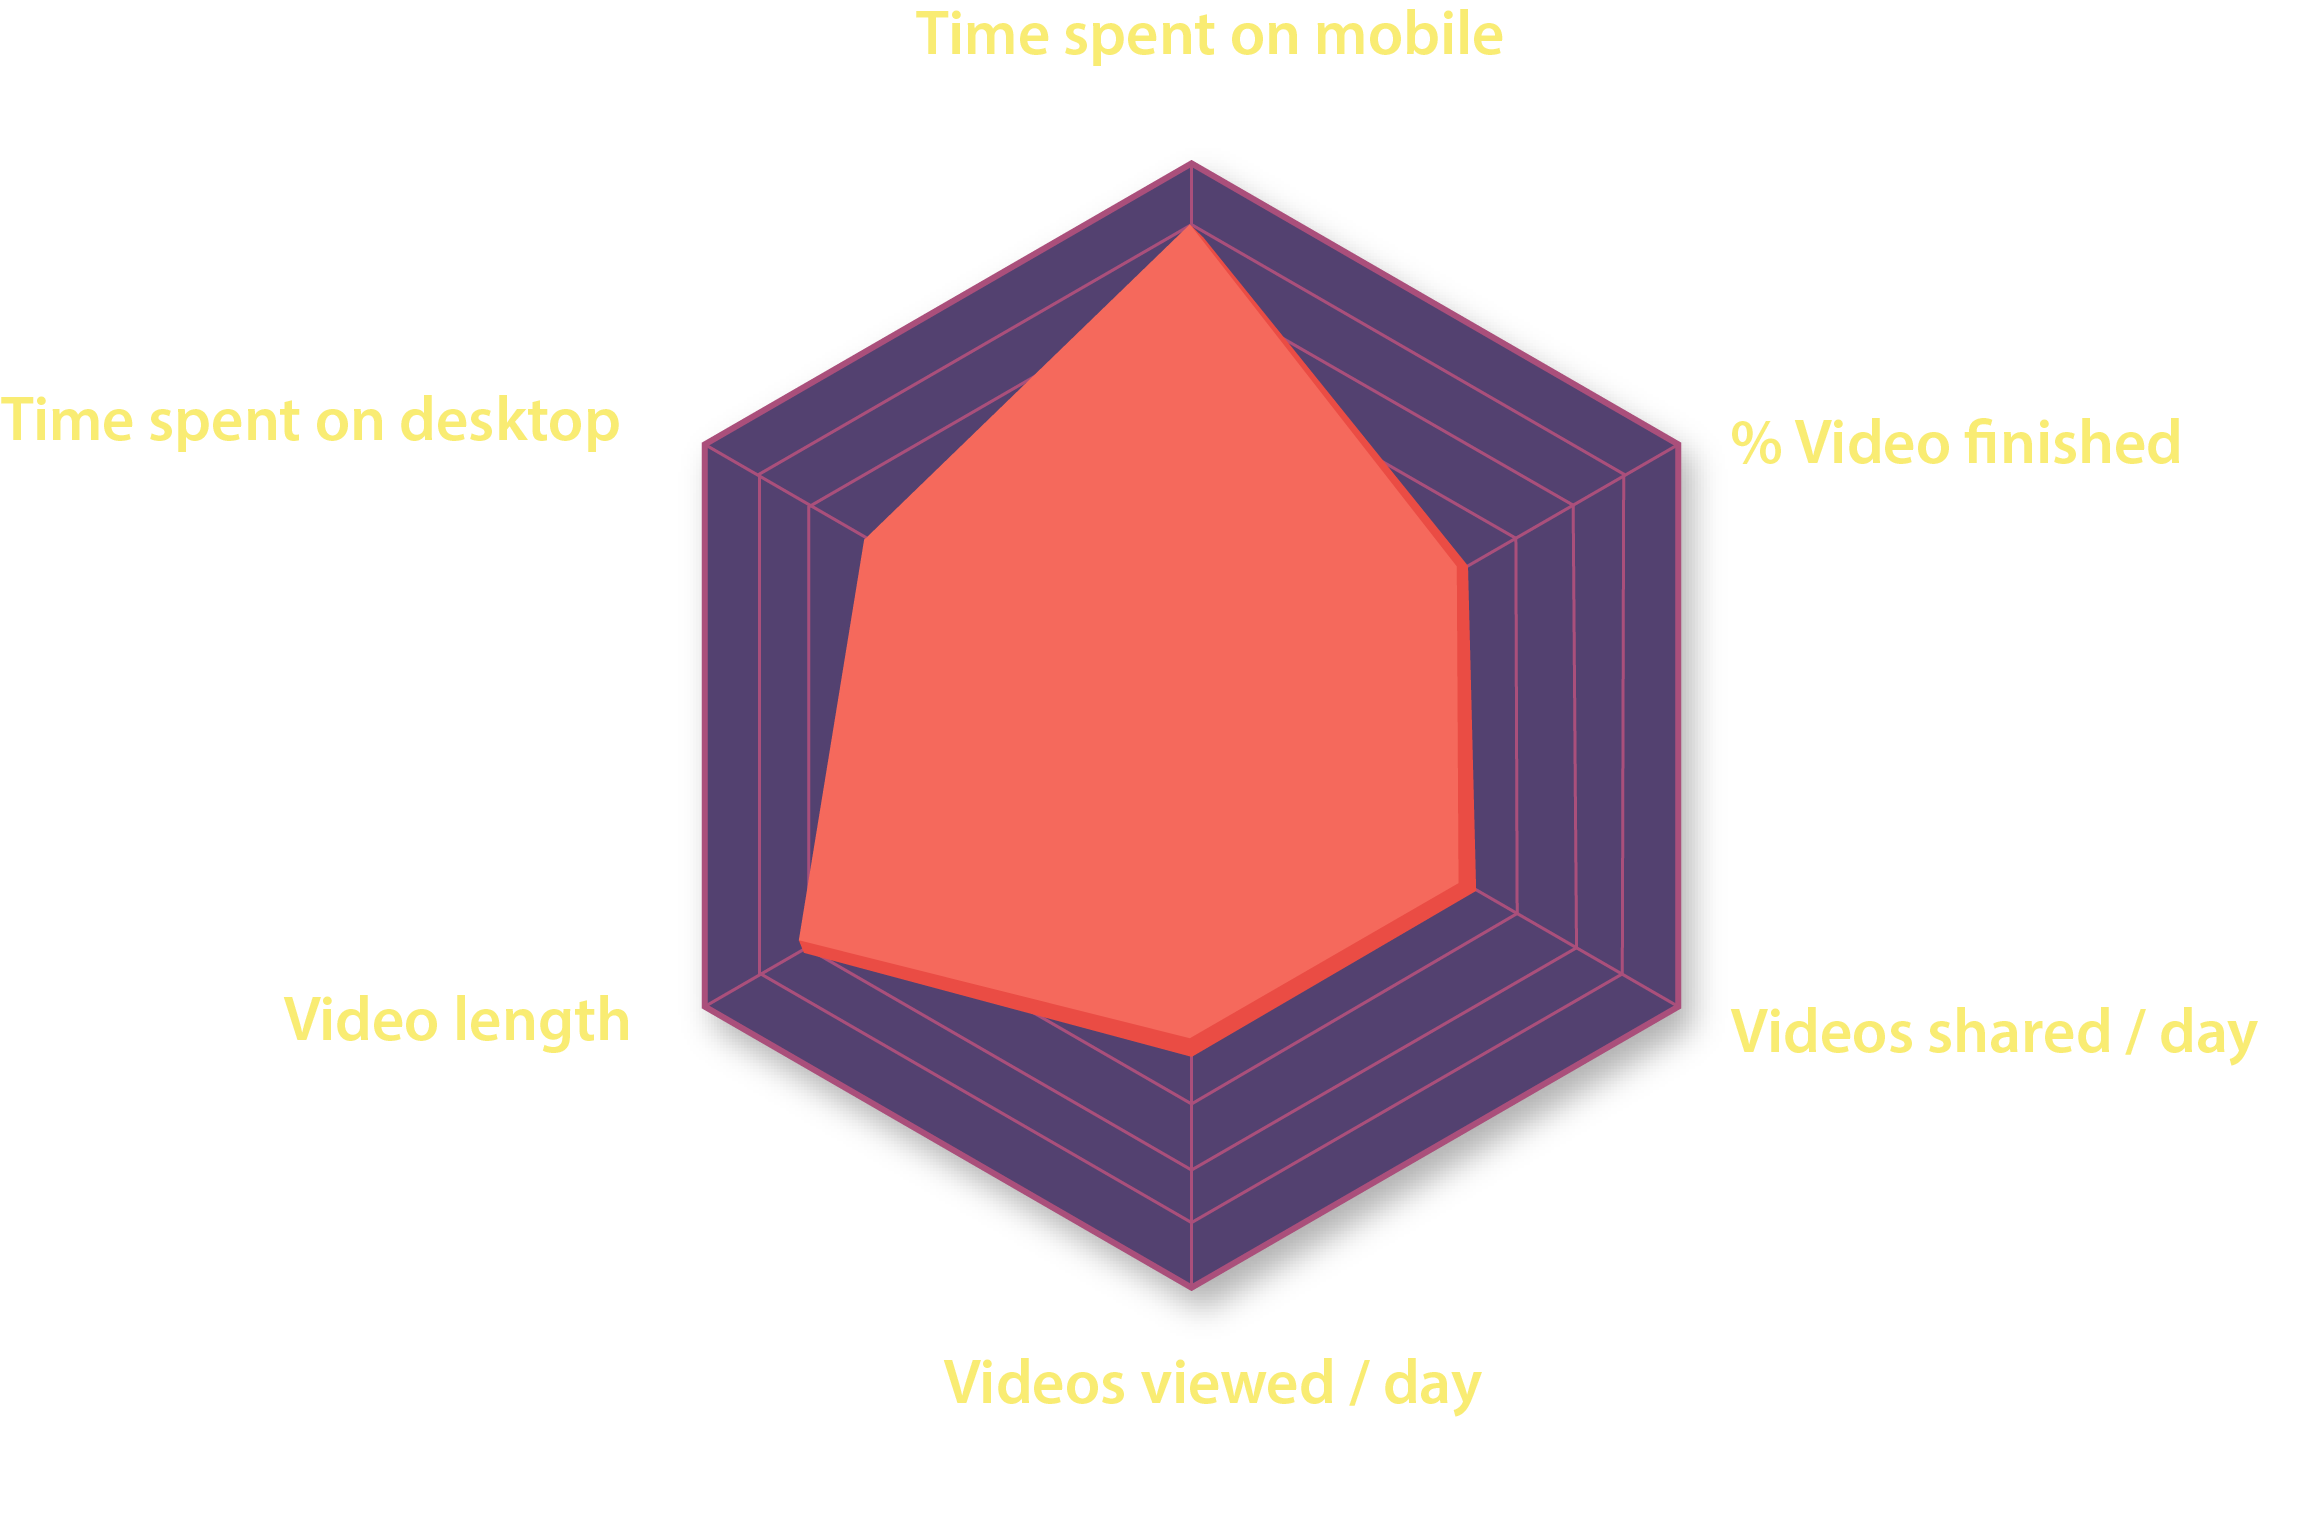 Time spent on mobile
Time spent on desktop
% Video finished
Video length
Videos shared / day
Videos viewed / day